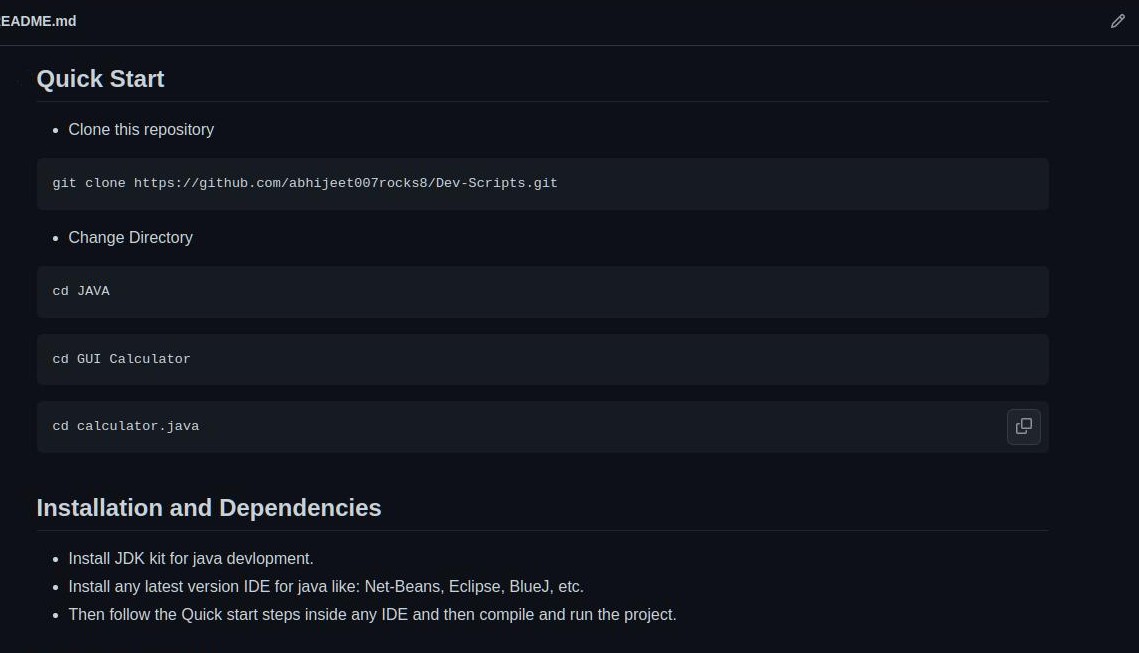 EADME.md
Quick Start
Clone this repository
git clone https://github.com/abhijeet007rocks8/Dev-Scripts.git
Change Directory
cd JAVA
cd GUI Calculator
cd calculator.java
Installation and Dependencies
Install JDK kit for java devlopment.
Install any latest version IDE for java like: Net-Beans, Eclipse, BlueJ, etc.
Then follow the Quick start steps inside any IDE and then compile and run the project.